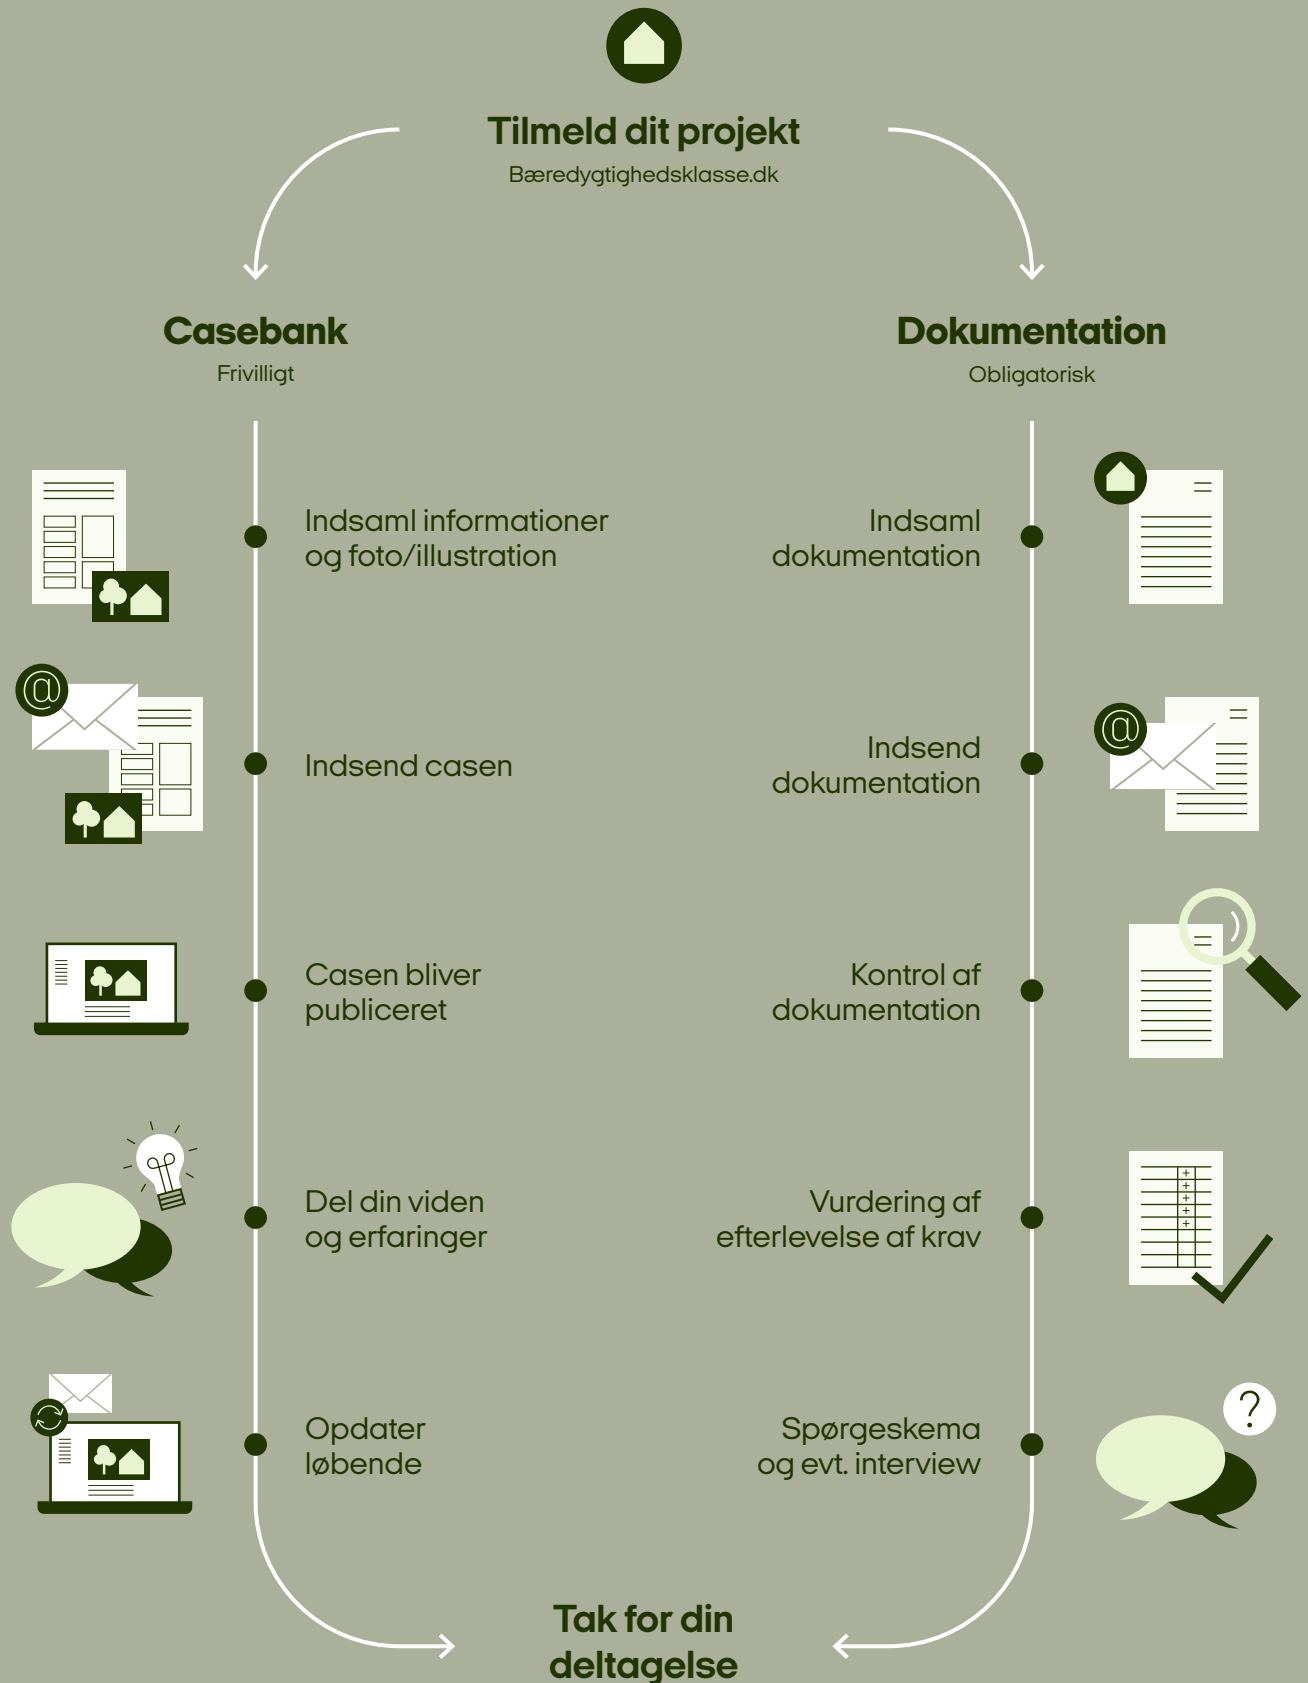 Tilmeld dit projekt
Bæredygtighedsklasse.dk
Casebank
Frivilligt
Indsaml informationer
og foto/illustration
@
Indsend casen
Casen bliver
publiceret
Del din viden
og erfaringer
Opdater
løbende
Dokumentation
Obligatorisk
Indsaml
dokumentation
Indsend
dokumentation
@
Kontrol af
dokumentation
Vurdering af
efterlevelse af krav
+
+
+
+
+
Spørgeskema
og evt. interview
?
Tak for din
deltagelse